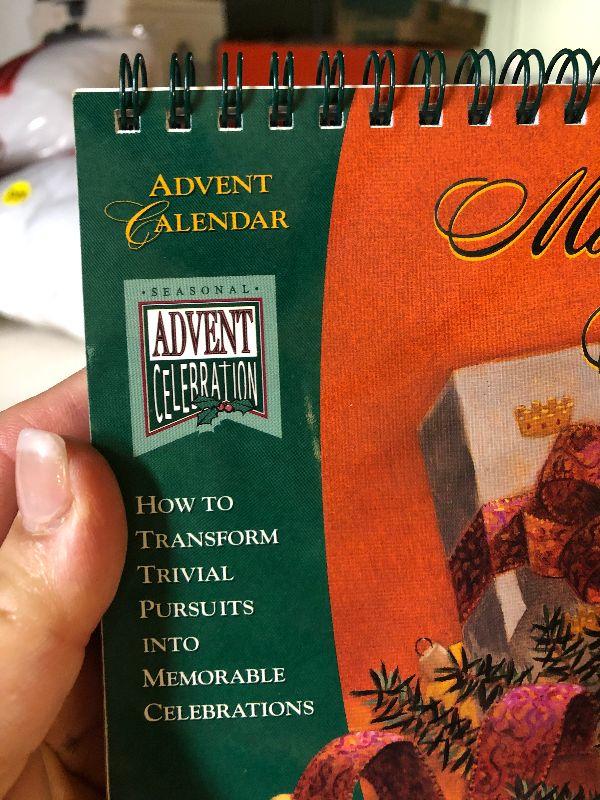 ADVENT
CALENDAR
· SEASONAL ·
ADVENT
CELEBRATION
HOW TO
TRANSFORM
TRIVIAL
PURSUITS
INTO
MEMORABLE
CELEBRATIONS